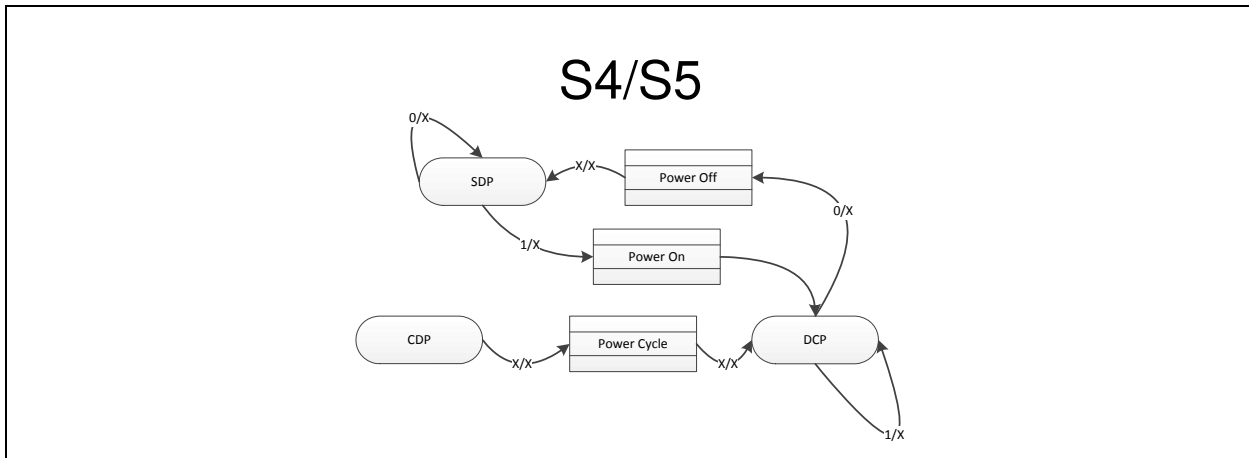 S4/S5
0/X
SDP
X/X
Power Off
0/X
1/X
Power On
CDP
X/X
Power Cycle
X/X
DCP
1/X